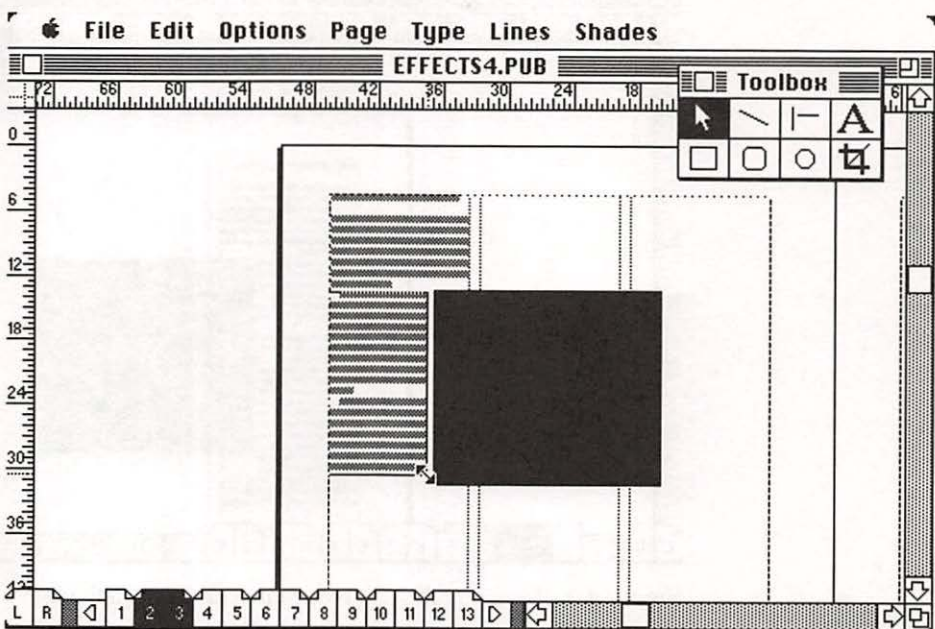 File Edit Options Page Type Lines Shades
EFFECTS4.PUB
Toolbox
72 66 60 54 48 42 36 30 24 18 6
A
0
6
12
18
24
30
36
42
L R 1 2 3 4 5 6 7 8 9 10 11 12 13